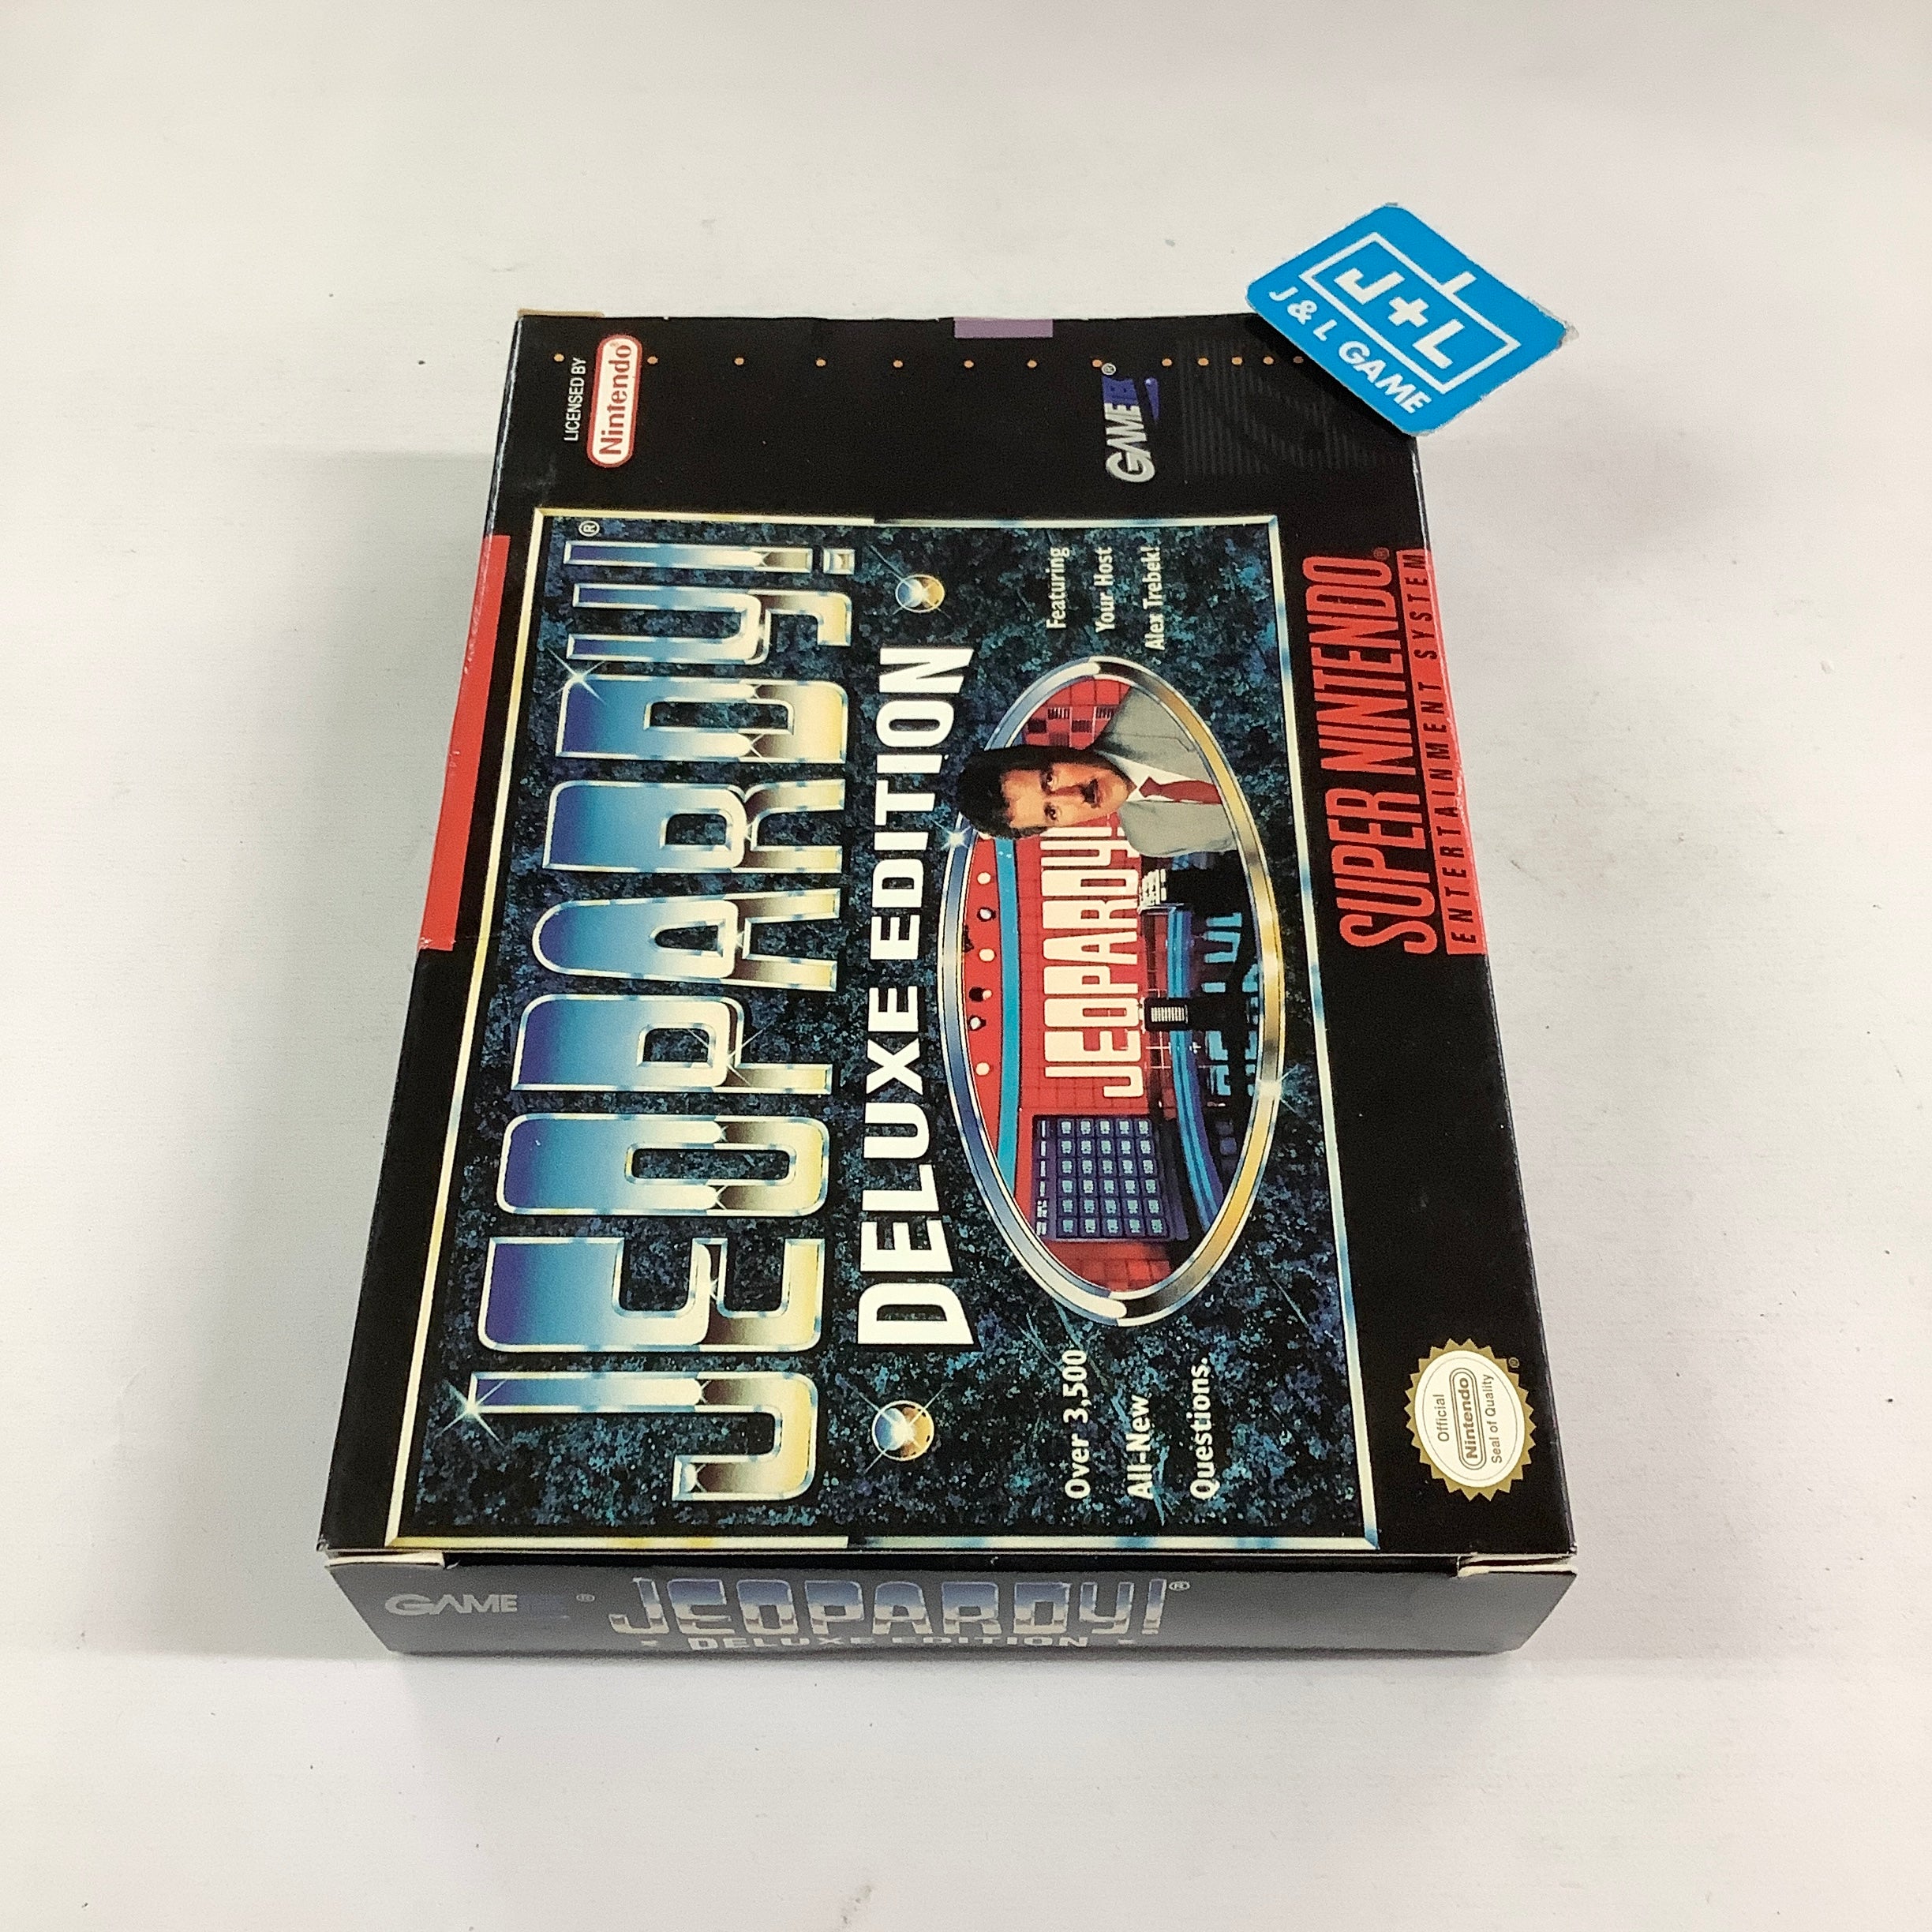 J+L
J & L GAME
LICENSED BY
Nintendo®
GAMETEK®
JEOPARDY!®
DELUXE EDITION
Over 3,500
All-New
Questions.
Featuring
Your Host
Alex Trebek!
JEOPARDY!
SUPER NINTENDO®
ENTERTAINMENT SYSTEM
Official
Nintendo
Seal of Quality
®
GAMETEK®
JEOPARDY!®
DELUXE EDITION